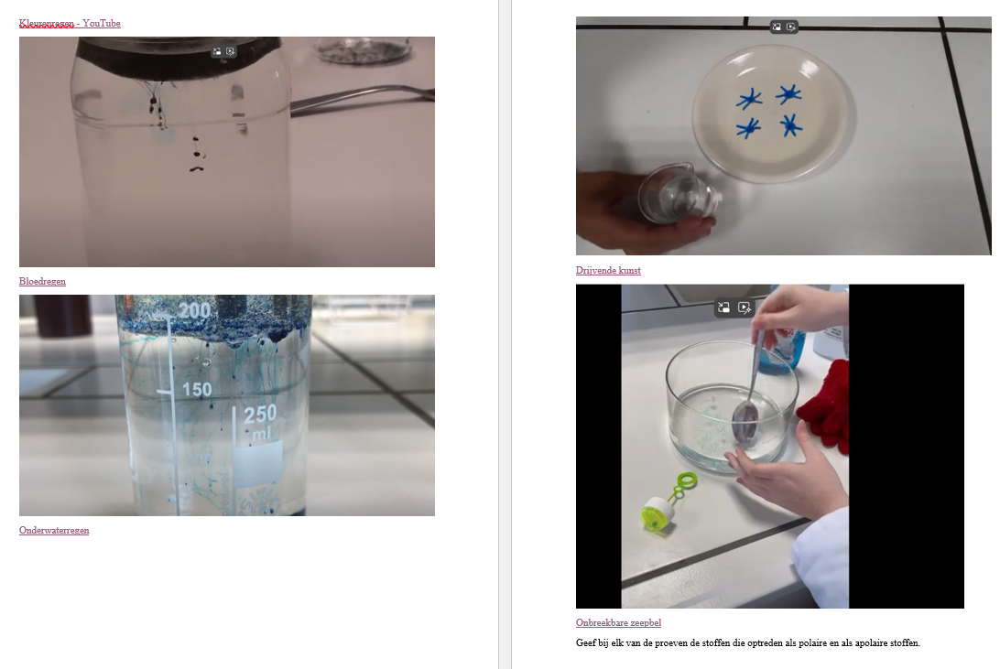 Kleurenregen - YouTube
Bloedregen
200
150
250
ml
Onderwaterregen
Drijvende kunst
Onbreekbare zeepbel
Geef bij elk van de proeven de stoffen die optreden als polaire en als apolaire stoffen.